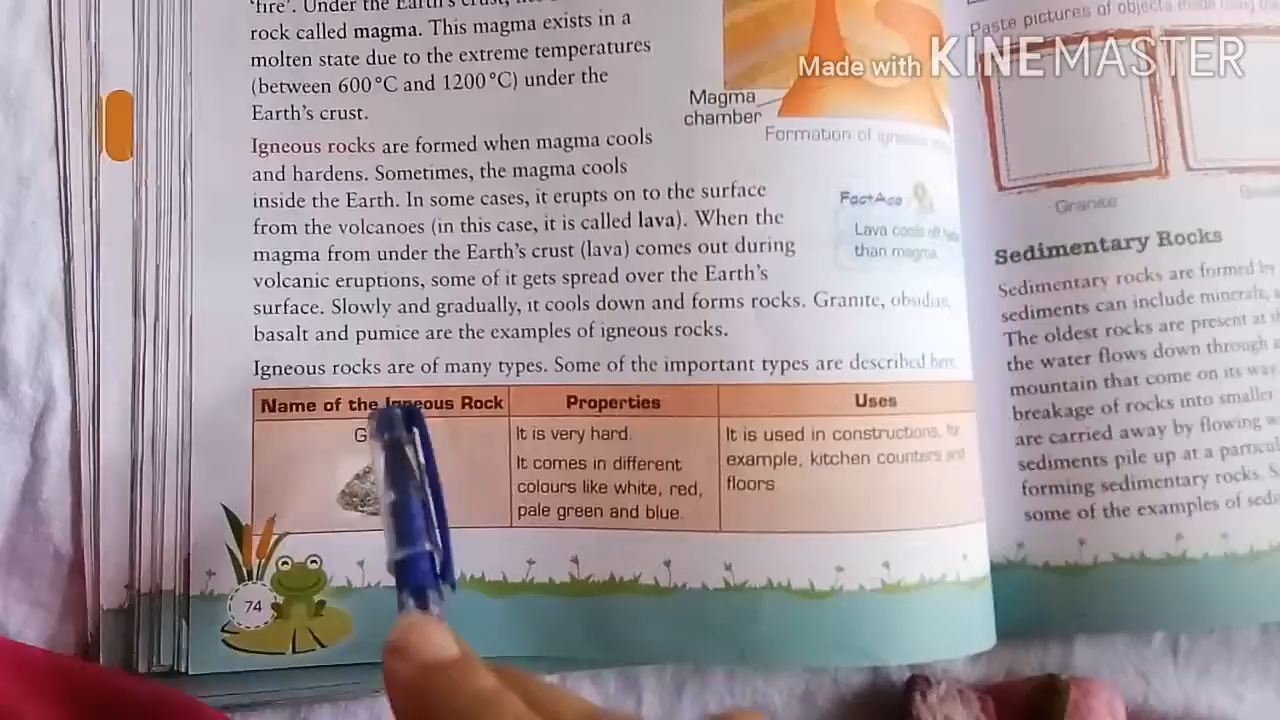 'fire'. Under the Earth's crust,
rock called magma. This magma exists in a
molten state due to the extreme temperatures
(between 600°C and 1200°C) under the
Earth's crust.
Magma
chamber
Formation of igneous
Igneous rocks are formed when magma cools
and hardens. Sometimes, the magma cools
inside the Earth. In some cases, it erupts on to the surface
from the volcanoes (in this case, it is called lava). When the
magma from under the Earth's crust (lava) comes out during
volcanic eruptions, some of it gets spread over the Earth's
surface. Slowly and gradually, it cools down and forms rocks. Granite, obsidian,
basalt and pumice are the examples of igneous rocks.
FactAce
Lava cools off
than magma.
Igneous rocks are of many types. Some of the important types are described here.
Name of the Igneous Rock Properties Uses
It is very hard.
It comes in different
colours like white, red,
pale green and blue.
It is used in constructions, for
example, kitchen counters and
floors.
74
Paste pictures of objects made using
Granite
Sedimentary Rocks
Sedimentary rocks are formed by
sediments can include minerals,
The oldest rocks are present at
the water flows down through
mountain that come on its way.
breakage of rocks into smaller
are carried away by flowing
sediments pile up at a
forming sedimentary rocks.
some of the examples of
Made with KINEMASTER